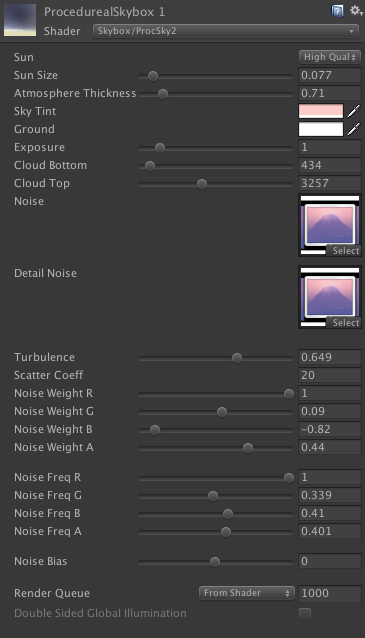 ProcedurealSkybox 1
Shader Skybox/ProcSky2
Sun High Qual
Sun Size 0.077
Atmosphere Thickness 0.71
Sky Tint
Ground
Exposure 1
Cloud Bottom 434
Cloud Top 3257
Noise
Select
Detail Noise
Select
Turbulence 0.649
Scatter Coeff 20
Noise Weight R 1
Noise Weight G 0.09
Noise Weight B −0.82
Noise Weight A 0.44
Noise Freq R 1
Noise Freq G 0.339
Noise Freq B 0.41
Noise Freq A 0.401
Noise Bias 0
Render Queue From Shader 1000
Double Sided Global Illumination